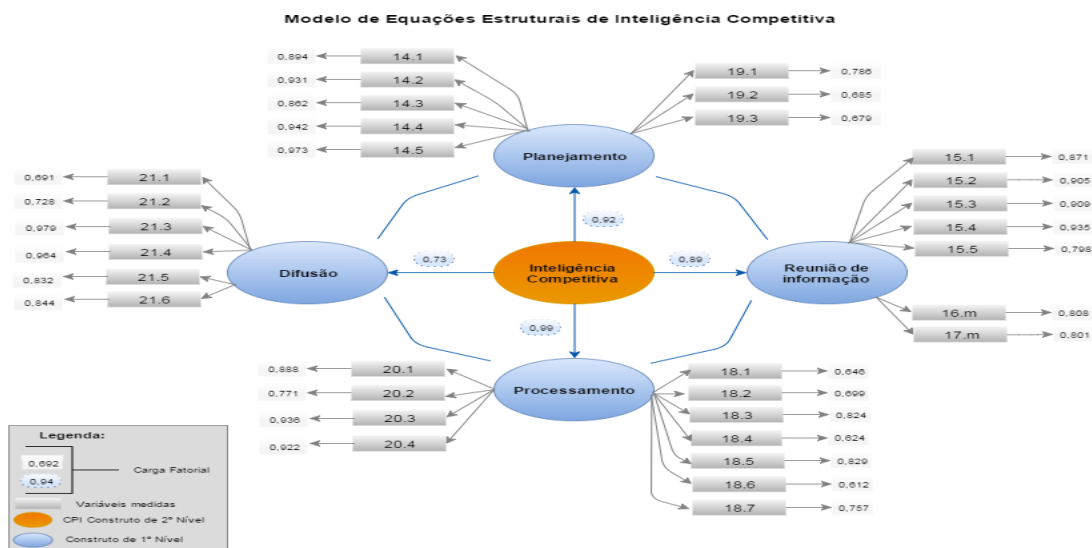 Modelo de Equações Estruturais de Inteligência Competitiva
0,894 14.1
0,931 14.2
0,862 14.3
0,942 14.4
0,973 14.5
19.1 0,786
19.2 0,685
19.3 0,679
Planejamento
15.1 0,871
15.2 0,905
15.3 0,909
15.4 0,935
15.5 0,798
0,691 21.1
0,728 21.2
0,979 21.3
0,964 21.4
0,832 21.5
0,844 21.6
0,92
Difusão
0,73
Inteligência
Competitiva
0,89
Reunião de
informação
0,99
16.m 0,808
17.m 0,801
0,888 20.1
0,771 20.2
0,936 20.3
0,922 20.4
Processamento
18.1 0,646
18.2 0,699
18.3 0,824
18.4 0,624
18.5 0,829
18.6 0,612
18.7 0,757
Legenda:
0,692
0,94
Carga Fatorial
Variáveis medidas
CPI Construto de 2º Nível
Construto de 1º Nível